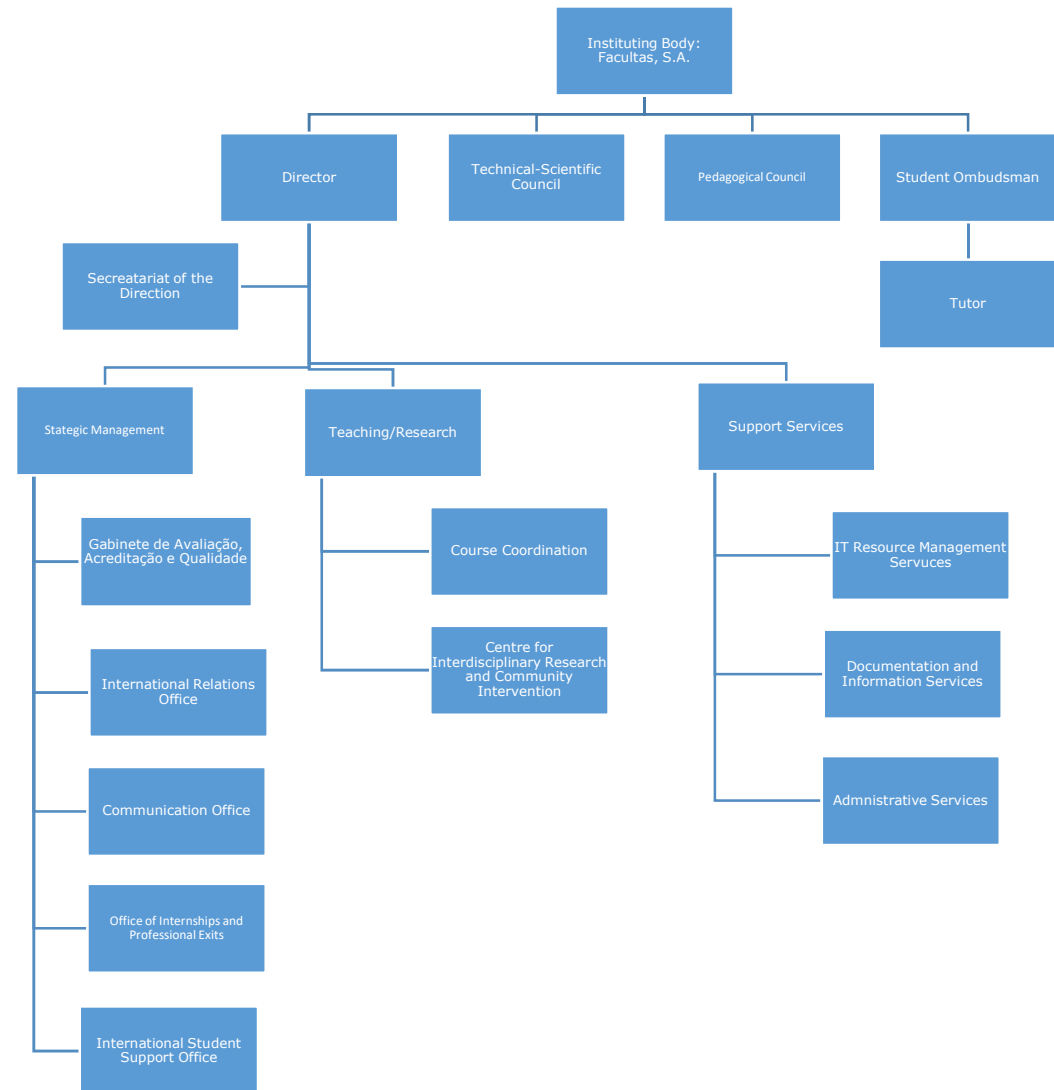 Instituting Body:
Facultas, S.A.
Director
Technical-Scientific
Council
Pedagogical Council
Student Ombudsman
Secreatariat of the
Direction
Tutor
Stategic Management
Teaching/Research
Support Services
Gabinete de Avaliação,
Acreditação e Qualidade
International Relations
Office
Communication Office
Office of Internships and
Professional Exits
International Student
Support Office
Course Coordination
Centre for
Interdisciplinary Research
and Community
Intervention
IT Resource Management
Servuces
Documentation and
Information Services
Admnistrative Services